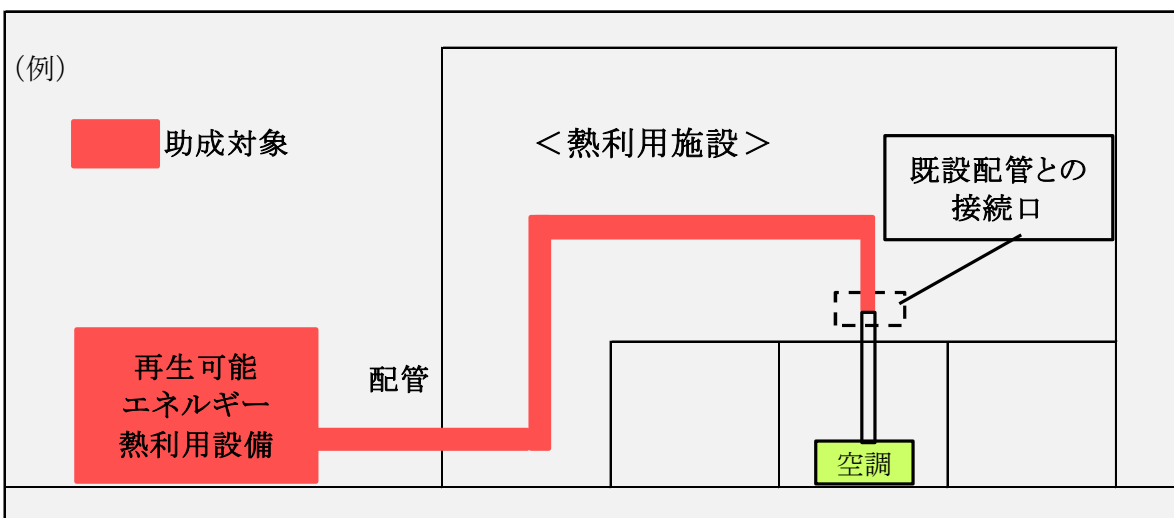 （例）
助成対象
＜熱利用施設＞
既設配管との
接続口
再生可能
エネルギー
熱利用設備
配管
空調